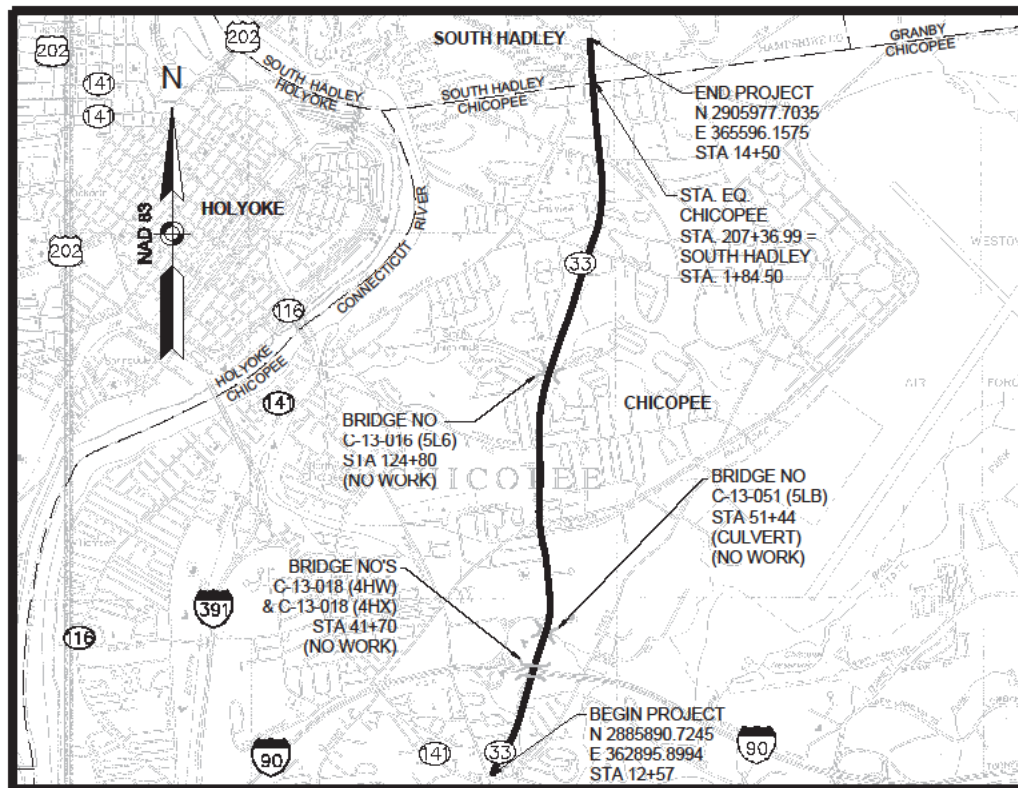 202
202
SOUTH HADLEY
GRANBY
CHICOPEE
141
141
N
SOUTH HADLEY
HOLYOKE
SOUTH HADLEY
CHICOPEE
END PROJECT
N 2905977.7035
E 365596.1575
STA 14+50
STA. EQ.
CHICOPEE
STA. 207+36.99 =
SOUTH HADLEY
STA. 1+84.50
HOLYOKE
NAD 83
202
CONNECTICUT RIVER
33
116
HOLYOKE
CHICOPEE
141
AIR
CHICOPEE
BRIDGE NO
C-13-016 (5L6)
STA 124+80
(NO WORK)
CHICOPEE
BRIDGE NO
C-13-051 (5LB)
STA 51+44
(CULVERT)
(NO WORK)
BRIDGE NO'S
C-13-018 (4HW)
& C-13-018 (4HX)
STA 41+70
(NO WORK)
391
116
BEGIN PROJECT
N 2885890.7245
E 362895.8994
STA 12+57
90
141
33
90